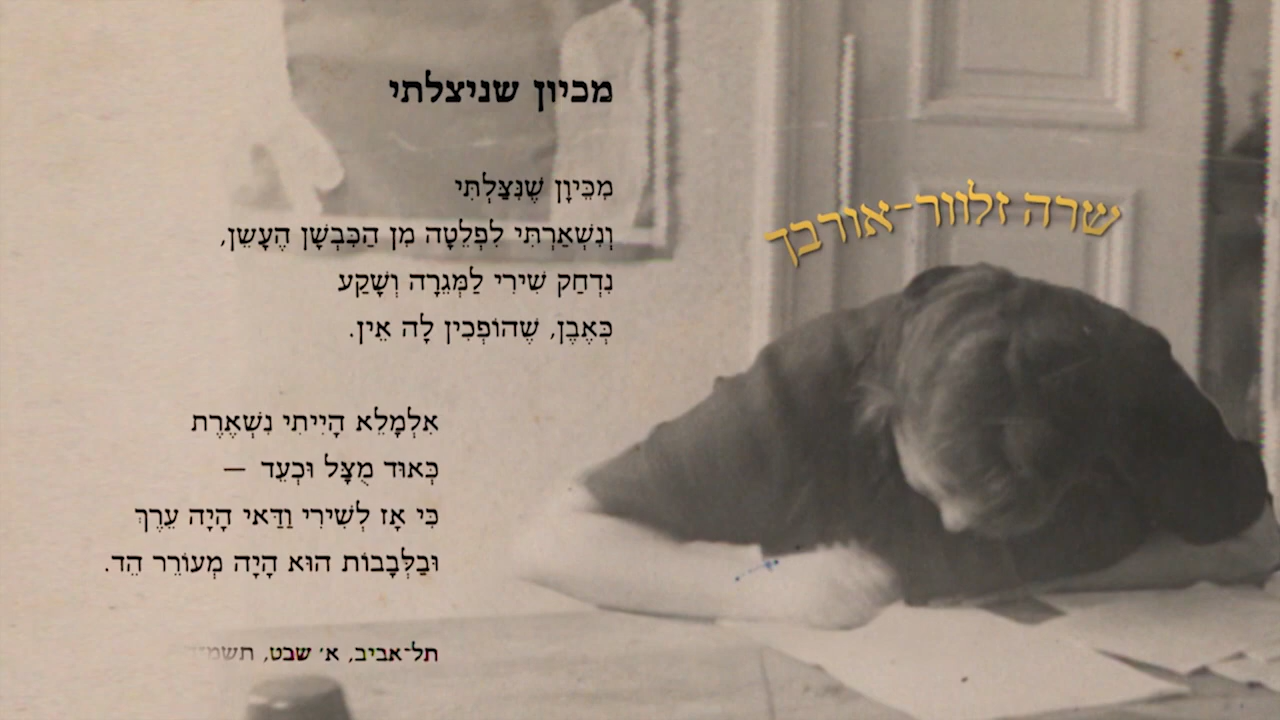 מכיון שניצלתי
מִכֵּיוָן שֶׁנִּצַּלְתִּי
וְנִשְׁאַרְתִּי לִפְלֵטָה מִן הַכִּבְשָׁן הֶעָשֵׁן,
נִדְחַק שִׁירִי לַמְּגֵרָה וְשָׁקַע
כְּאֶבֶן, שֶׁהוֹפְכִין לָהּ אֵין.
אִלְמָלֵא הָיִיתִי נִשְׁאֶרֶת
כְּאוּד מֻצָּל וּכְעֵד –
כִּי אָז לְשִׁירִי וַדַּאי הָיָה עֵרֶךְ
וּבַלְּבָבוֹת הוּא הָיָה מְעוֹרֵר הֵד.
תל־אביב, א׳ שבט,
שרה זלוור-אורבך